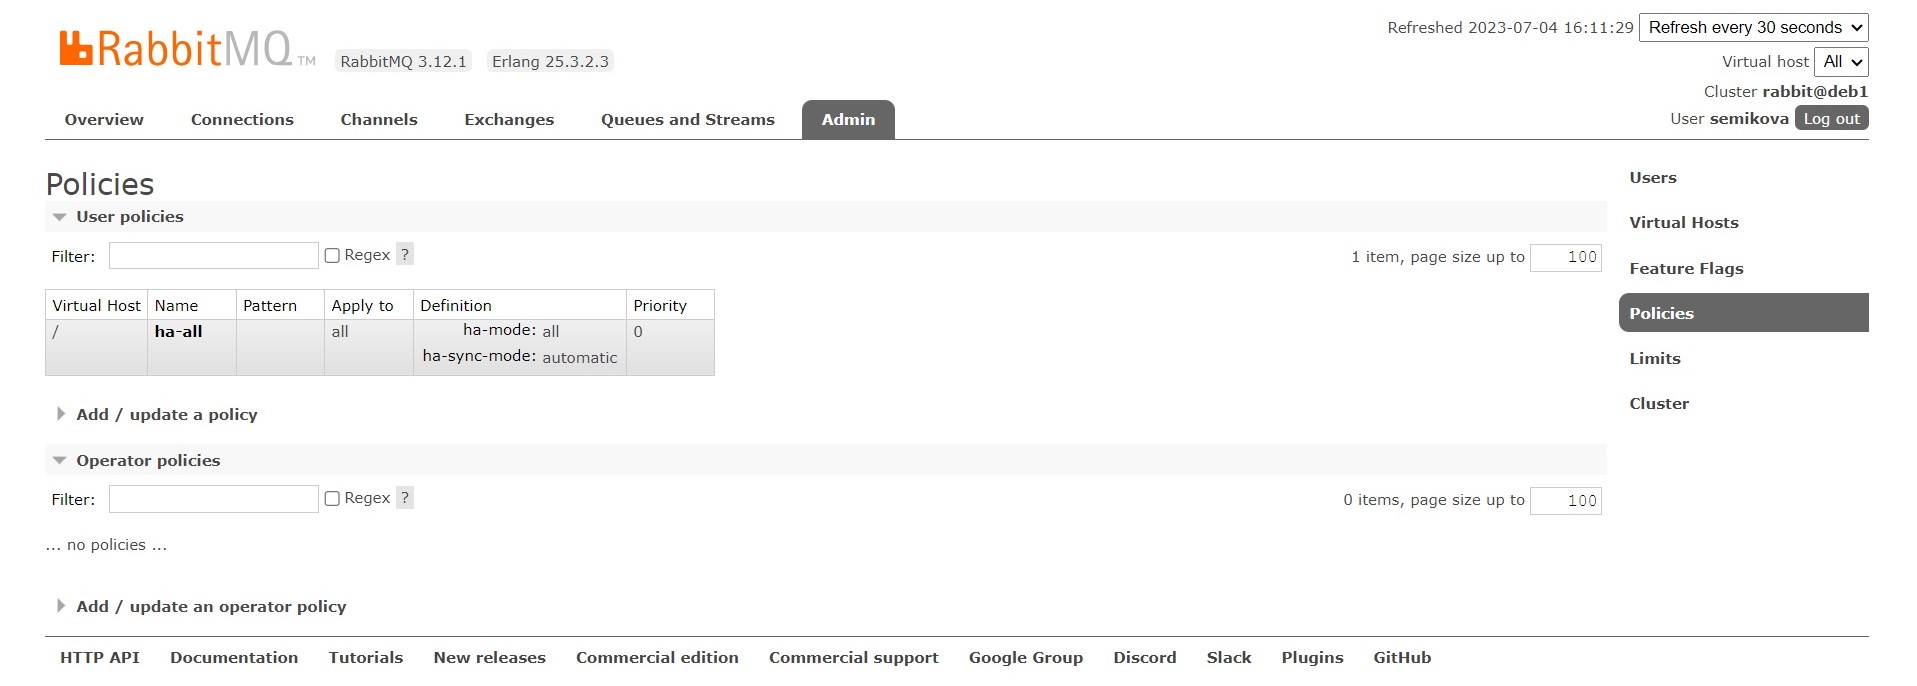 Refreshed 2023-07-04 16:11:29 Refresh every 30 seconds
RabbitMQ TM RabbitMQ 3.12.1 Erlang 25.3.2.3
Virtual host All
Cluster rabbit@deb1
User semikova Log out
Overview Connections Channels Exchanges Queues and Streams Admin
Policies
User policies
Filter: Regex ? 1 item, page size up to 100
Virtual Host Name Pattern Apply to Definition Priority
/ ha-all all ha-mode: all 0
ha-sync-mode: automatic
Add / update a policy
Operator policies
Filter: Regex ? 0 items, page size up to 100
... no policies ...
Add / update an operator policy
Users
Virtual Hosts
Feature Flags
Policies
Limits
Cluster
HTTP API Documentation Tutorials New releases Commercial edition Commercial support Google Group Discord Slack Plugins GitHub